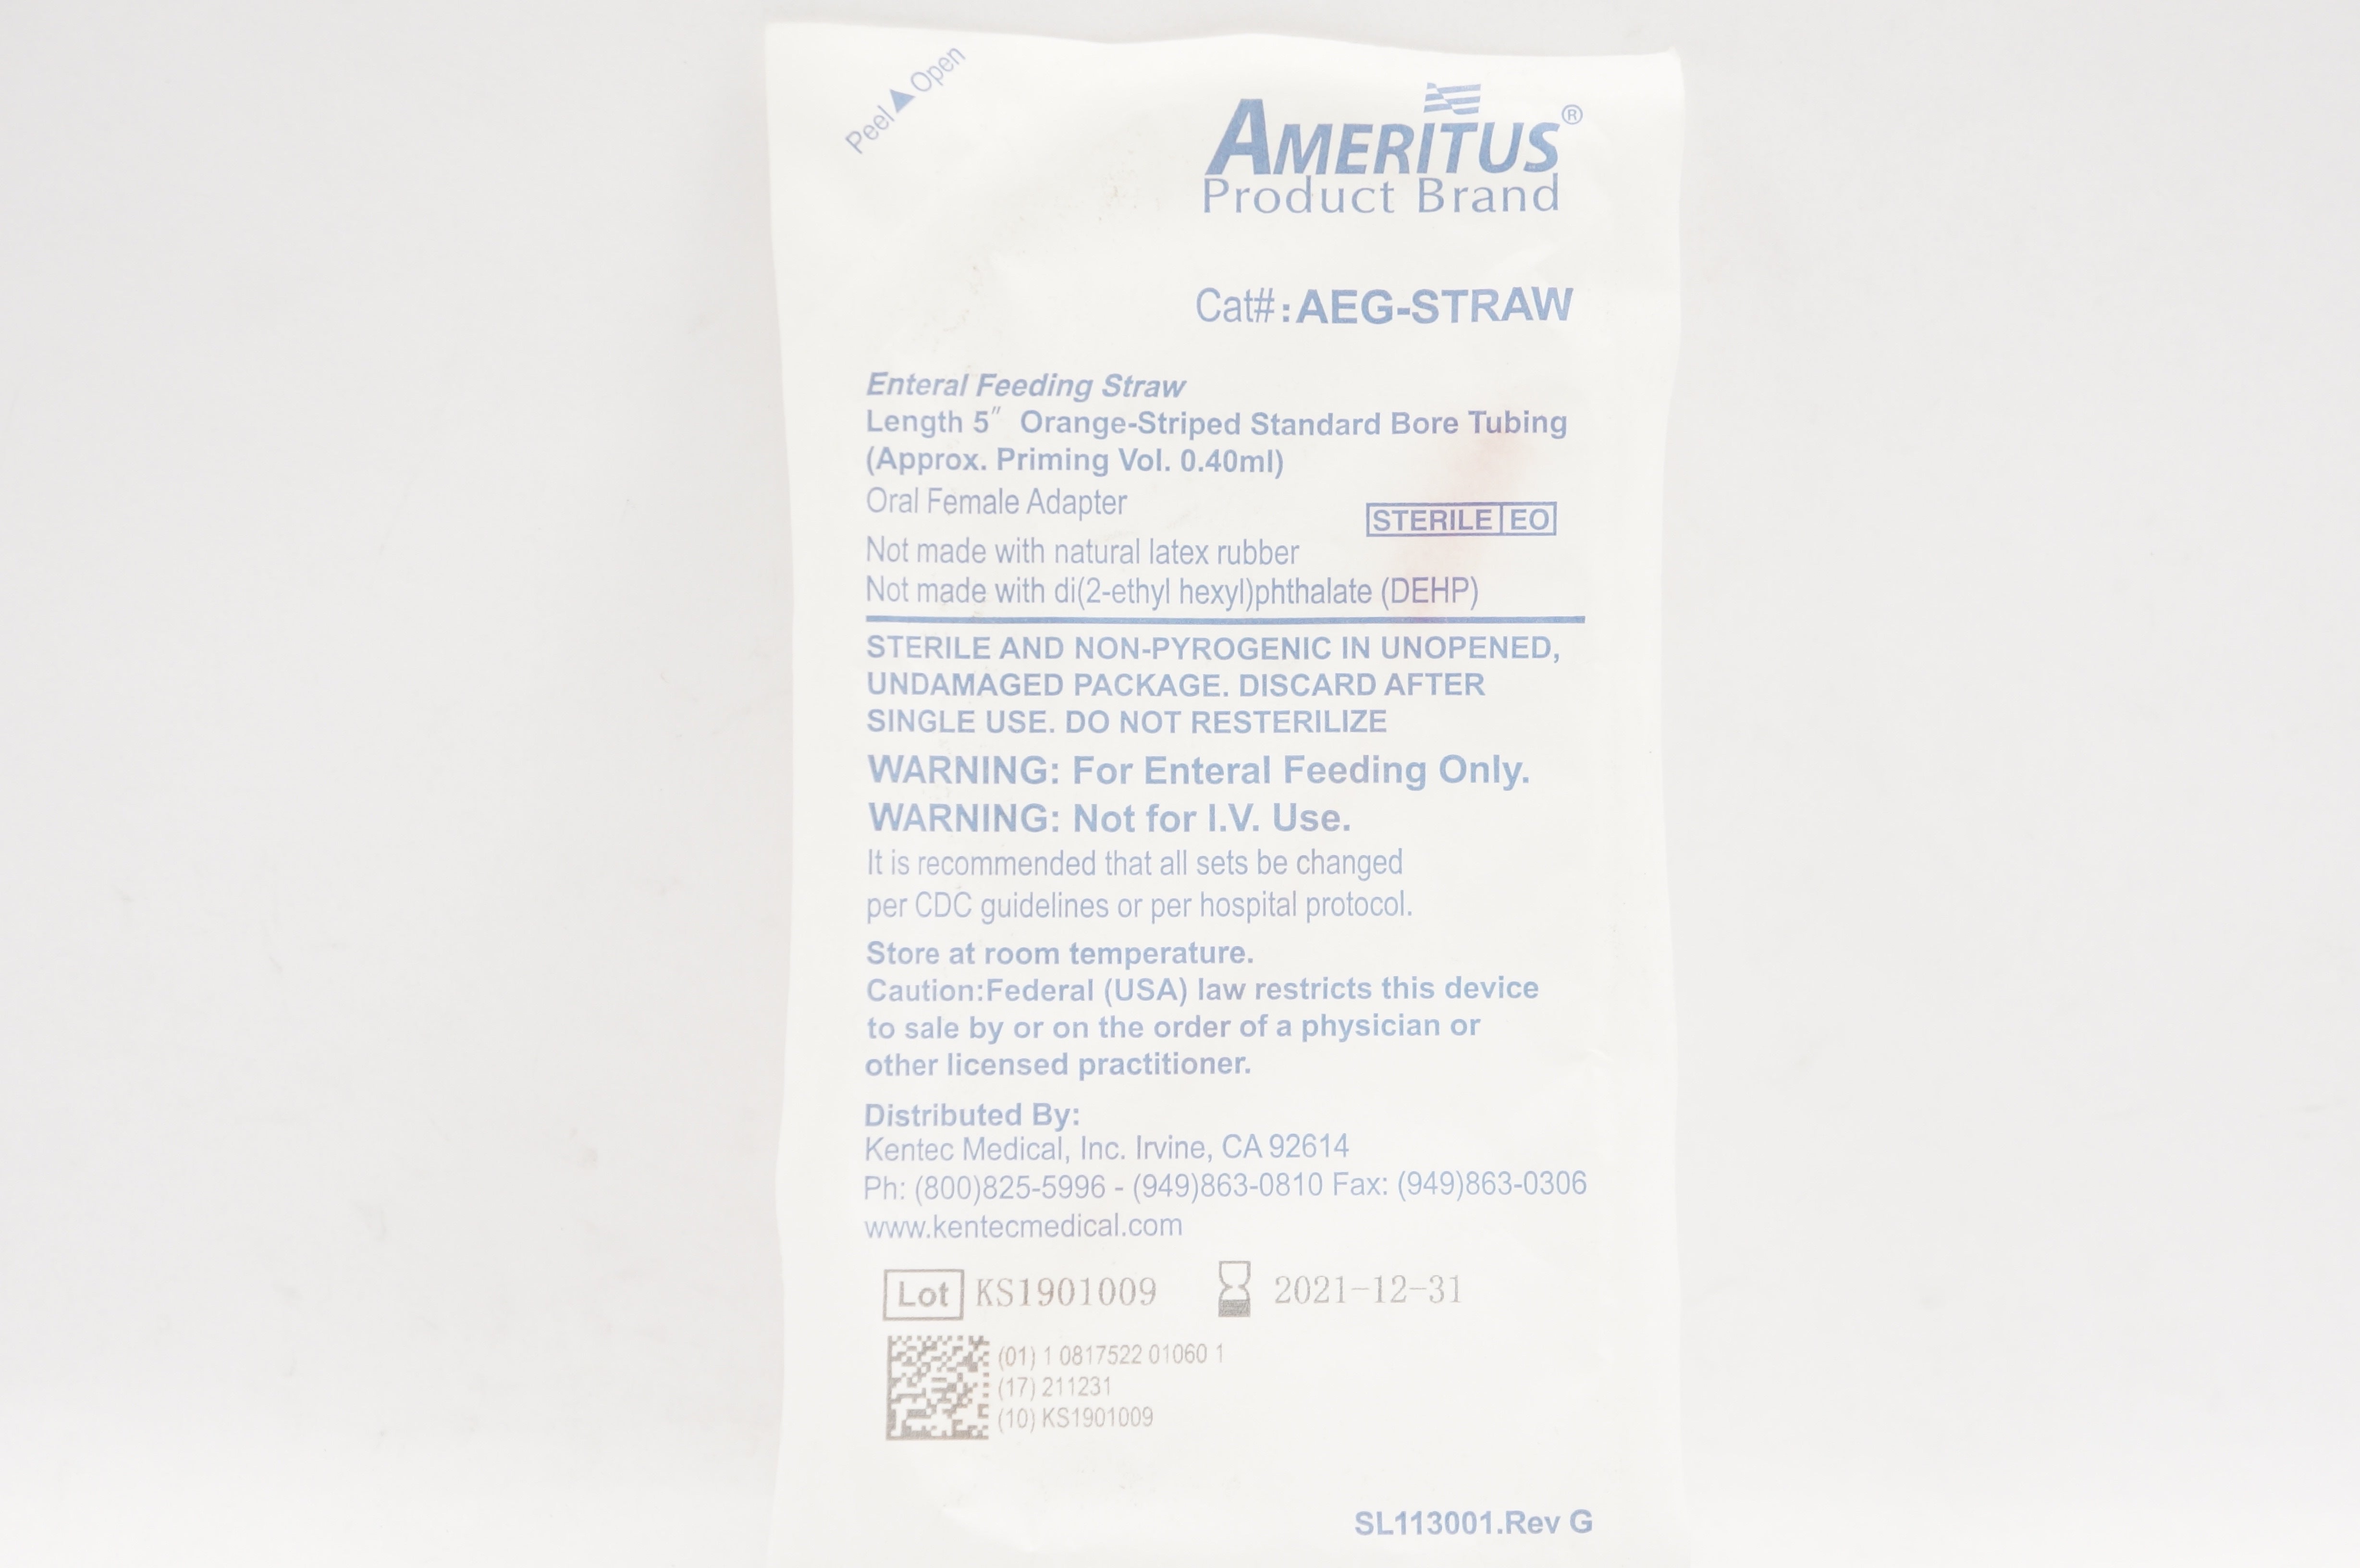 Peel ▲ Open
AMERITUS®
Product Brand
Cat#: AEG-STRAW
Enteral Feeding Straw
Length 5″ Orange-Striped Standard Bore Tubing
(Approx. Priming Vol. 0.40ml)
Oral Female Adapter
STERILE EO
Not made with natural latex rubber
Not made with di(2-ethyl hexyl)phthalate (DEHP)
STERILE AND NON-PYROGENIC IN UNOPENED,
UNDAMAGED PACKAGE. DISCARD AFTER
SINGLE USE. DO NOT RESTERILIZE
WARNING: For Enteral Feeding Only.
WARNING: Not for I.V. Use.
It is recommended that all sets be changed
per CDC guidelines or per hospital protocol.
Store at room temperature.
Caution:Federal (USA) law restricts this device
to sale by or on the order of a physician or
other licensed practitioner.
Distributed By:
Kentec Medical, Inc. Irvine, CA 92614
Ph: (800)825-5996 - (949)863-0810 Fax: (949)863-0306
www.kentecmedical.com
Lot KS1901009 2021-12-31
(01) 1 0817522 01060 1
(17) 211231
(10) KS1901009
SL113001.Rev G